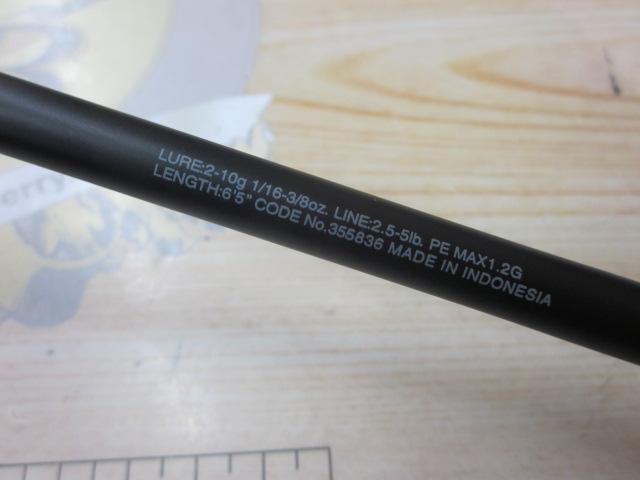 LURE:2-10g 1/16-3/8oz. LINE:2.5-5lb. PE MAX1.2G
LENGTH:6'5" CODE No.355836 MADE IN INDONESIA
erry